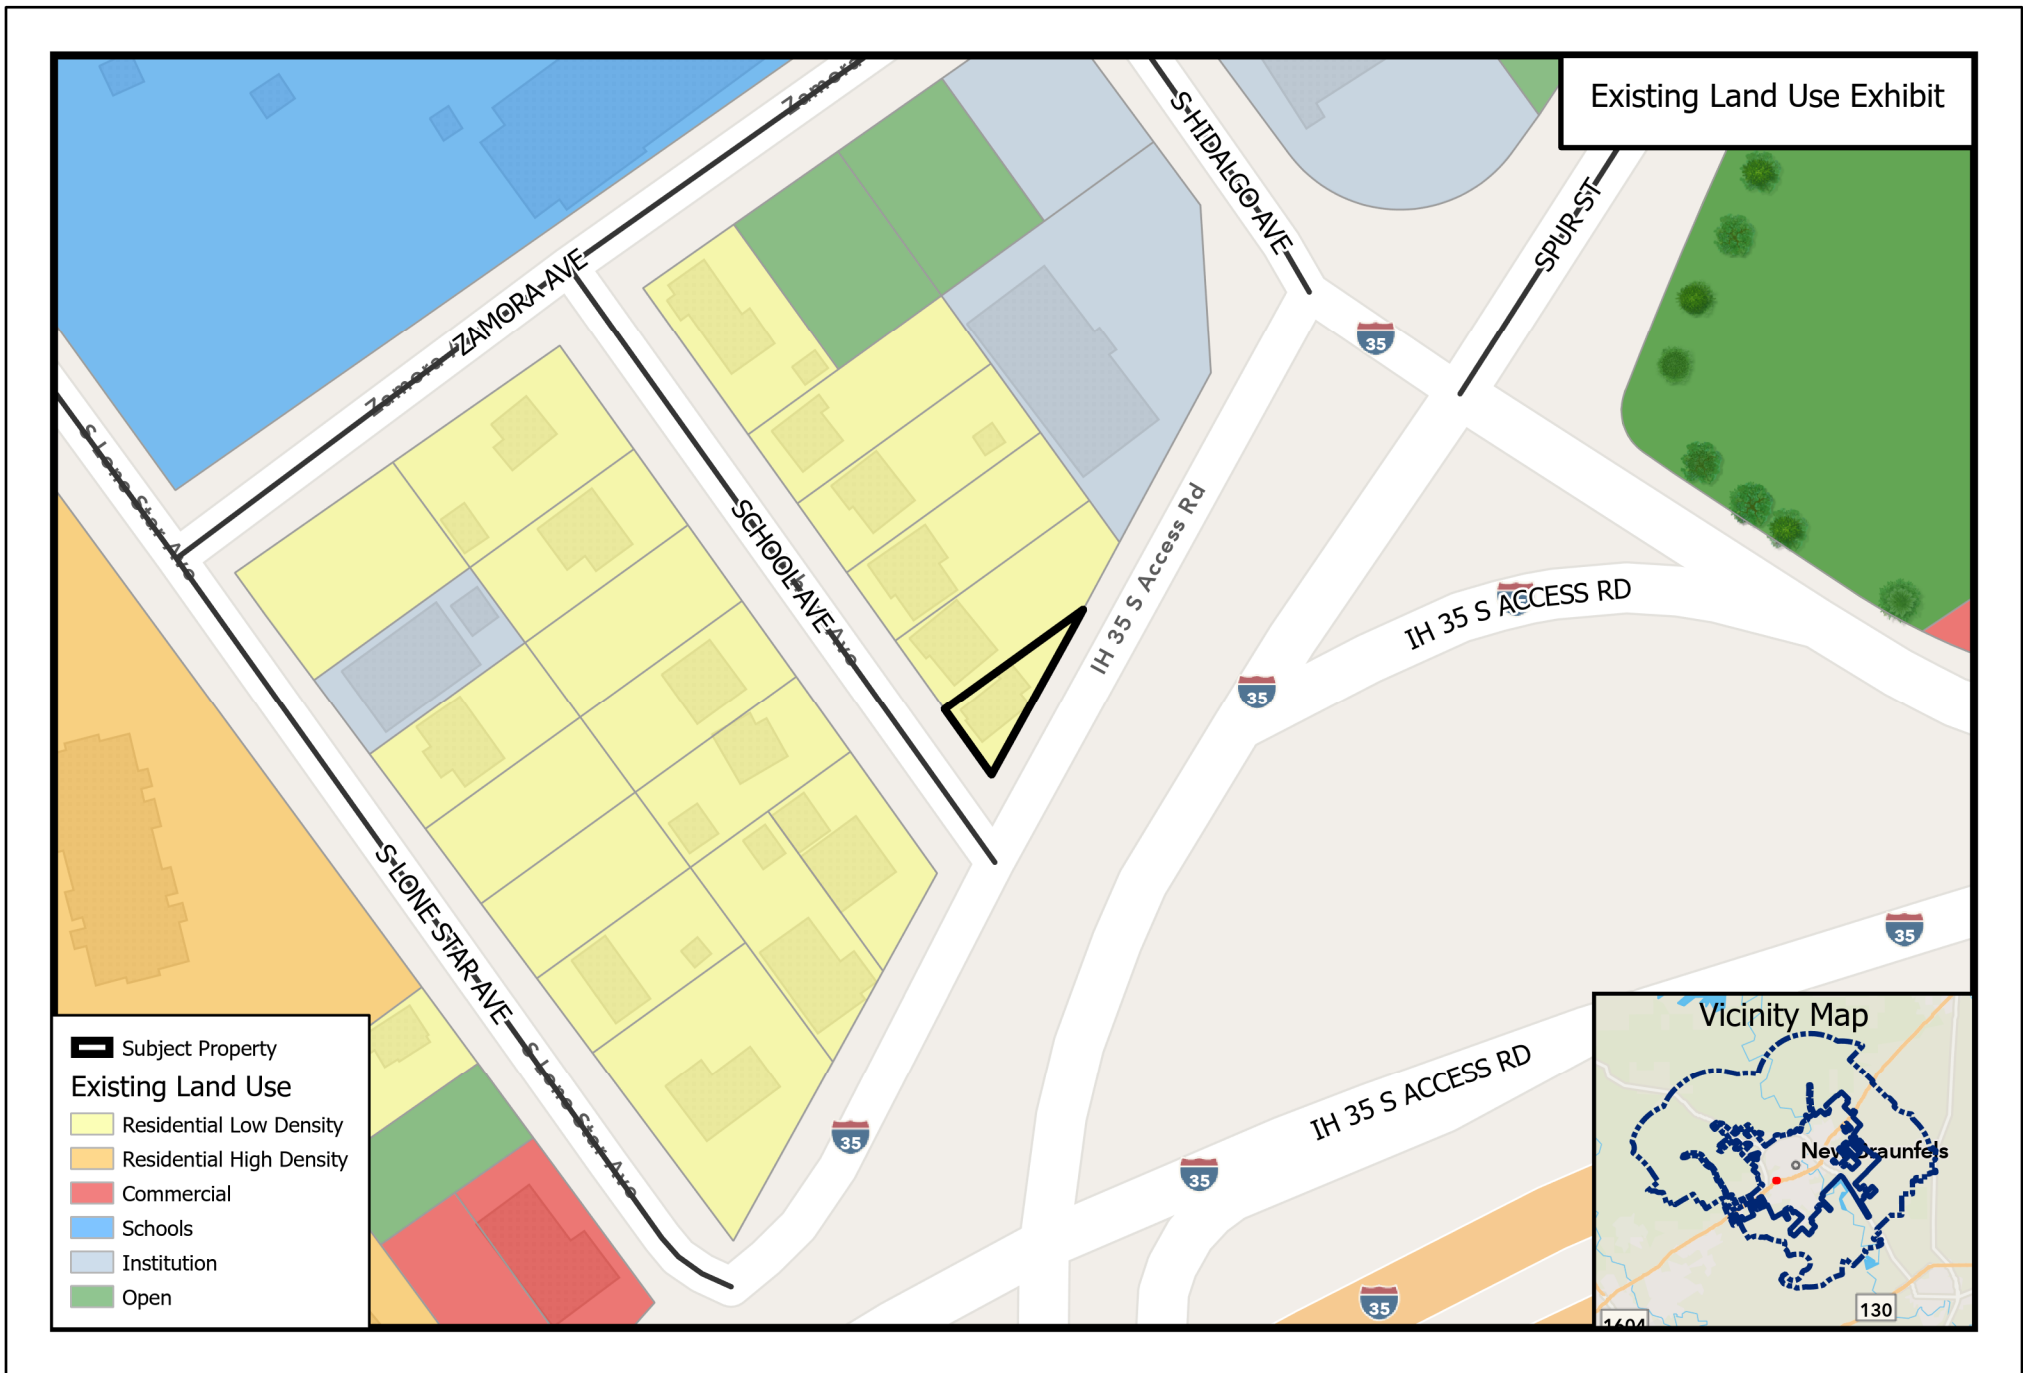 Existing Land Use Exhibit
Zamora
S HIDALGO AVE
SPUR ST
ZAMORA AVE
Zamora
35
S Lone Star Ave
SCHOOL AVE
Ave
IH 35 S Access Rd
35
IH 35 S ACCESS RD
35
S LONE STAR AVE
35
S Lone Star Ave
35
IH 35 S ACCESS RD
35
35
Subject Property
Existing Land Use
Residential Low Density
Residential High Density
Commercial
Schools
Institution
Open
Vicinity Map
New Braunfels
130
1604